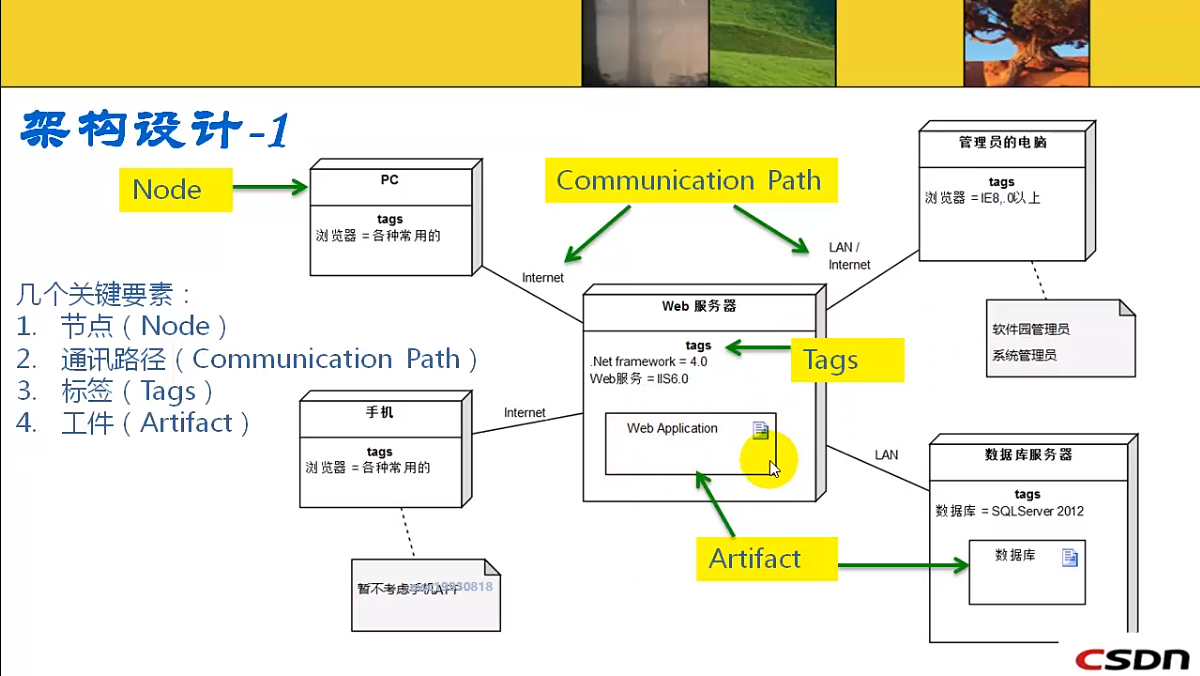 架构设计-1
Node
Communication Path
PC
tags
浏览器 =各种常用的
管理员的电脑
tags
浏览器 =IE8,.0以上
LAN /
Internet
Internet
几个关键要素：
1. 节点（Node）
2. 通讯路径（Communication Path）
3. 标签（Tags）
4. 工件（Artifact）
Web 服务器
tags
.Net framework = 4.0
Web服务 =IIS6.0
Web Application
Tags
软件园管理员
系统管理员
手机
tags
浏览器 =各种常用的
Internet
LAN
数据库服务器
tags
数据库 =SQLServer 2012
数据库
Artifact
暂不考虑手机APP
CSDN